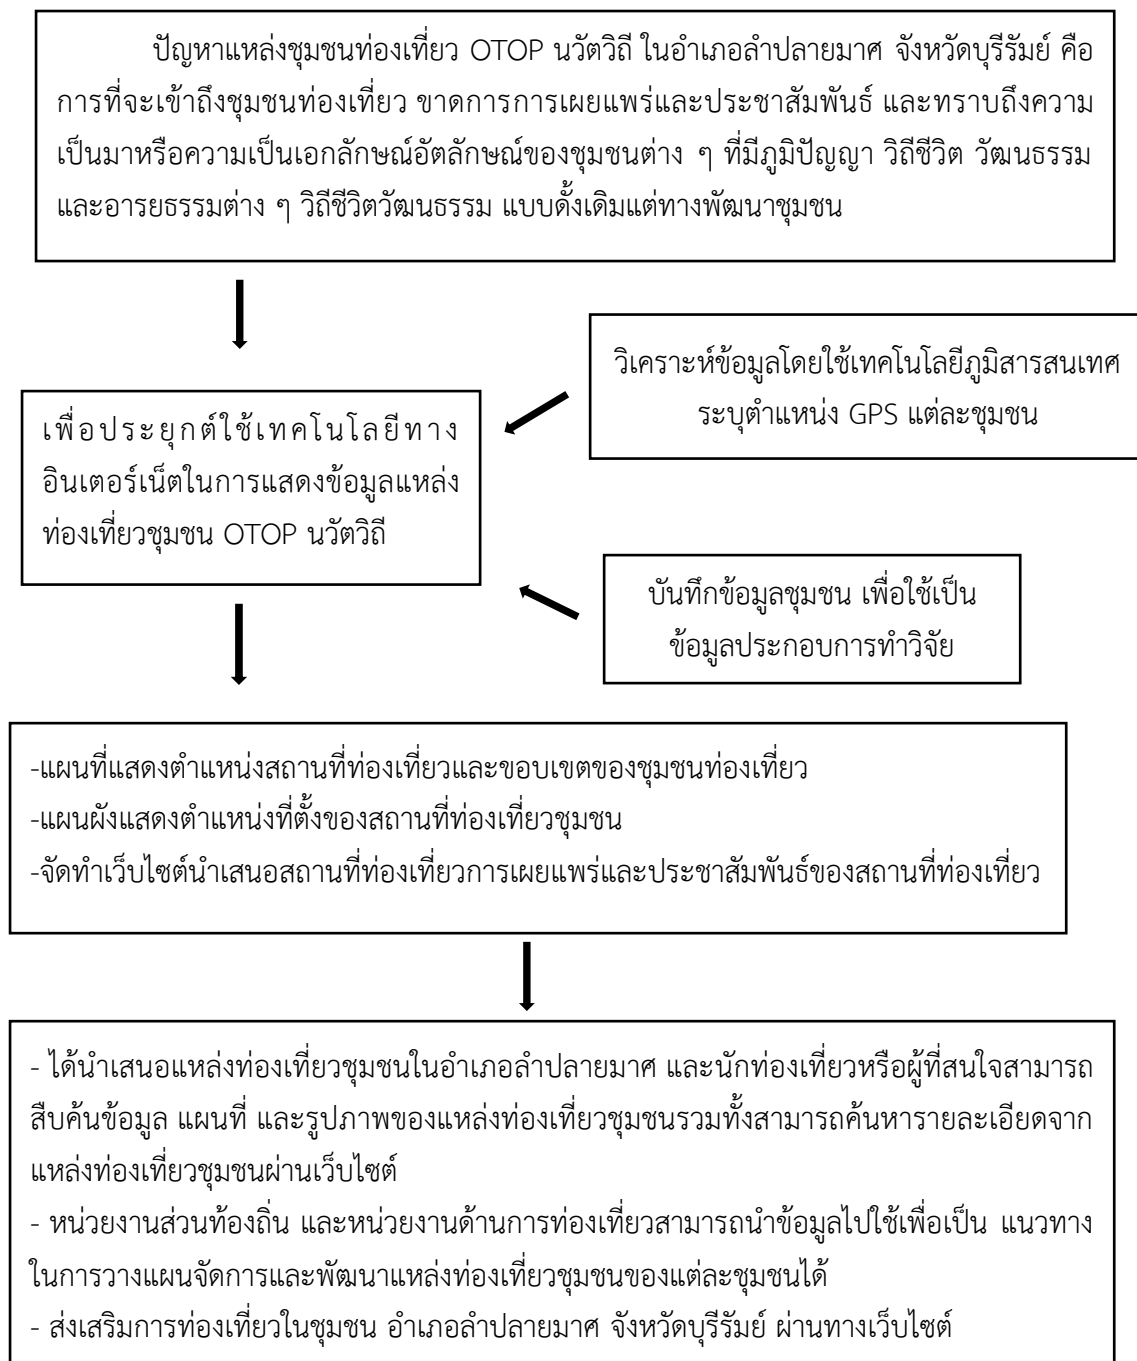 ปัญหาแหล่งชุมชนท่องเที่ยว OTOP นวัตวิถี ในอำเภอลำปลายมาศ จังหวัดบุรีรัมย์ คือ
การที่จะเข้าถึงชุมชนท่องเที่ยว ขาดการการเผยแพร่และประชาสัมพันธ์ และทราบถึงความ
เป็นมาหรือความเป็นเอกลักษณ์อัตลักษณ์ของชุมชนต่าง ๆ ที่มีภูมิปัญญา วิถีชีวิต วัฒนธรรม
และอารยธรรมต่าง ๆ วิถีชีวิตวัฒนธรรม แบบดั้งเดิมแต่ทางพัฒนาชุมชน
วิเคราะห์ข้อมูลโดยใช้เทคโนโลยีภูมิสารสนเทศ
ระบุตำแหน่ง GPS แต่ละชุมชน
เพื่อประยุกต์ใช้เทคโนโลยีทาง
อินเตอร์เน็ตในการแสดงข้อมูลแหล่ง
ท่องเที่ยวชุมชน OTOP นวัตวิถี
บันทึกข้อมูลชุมชน เพื่อใช้เป็น
ข้อมูลประกอบการทำวิจัย
-แผนที่แสดงตำแหน่งสถานที่ท่องเที่ยวและขอบเขตของชุมชนท่องเที่ยว
-แผนผังแสดงตำแหน่งที่ตั้งของสถานที่ท่องเที่ยวชุมชน
-จัดทำเว็บไซต์นำเสนอสถานที่ท่องเที่ยวการเผยแพร่และประชาสัมพันธ์ของสถานที่ท่องเที่ยว
- ได้นำเสนอแหล่งท่องเที่ยวชุมชนในอำเภอลำปลายมาศ และนักท่องเที่ยวหรือผู้ที่สนใจสามารถ
สืบค้นข้อมูล แผนที่ และรูปภาพของแหล่งท่องเที่ยวชุมชนรวมทั้งสามารถค้นหารายละเอียดจาก
แหล่งท่องเที่ยวชุมชนผ่านเว็บไซต์
- หน่วยงานส่วนท้องถิ่น และหน่วยงานด้านการท่องเที่ยวสามารถนำข้อมูลไปใช้เพื่อเป็น แนวทาง
ในการวางแผนจัดการและพัฒนาแหล่งท่องเที่ยวชุมชนของแต่ละชุมชนได้
- ส่งเสริมการท่องเที่ยวในชุมชน อำเภอลำปลายมาศ จังหวัดบุรีรัมย์ ผ่านทางเว็บไซต์